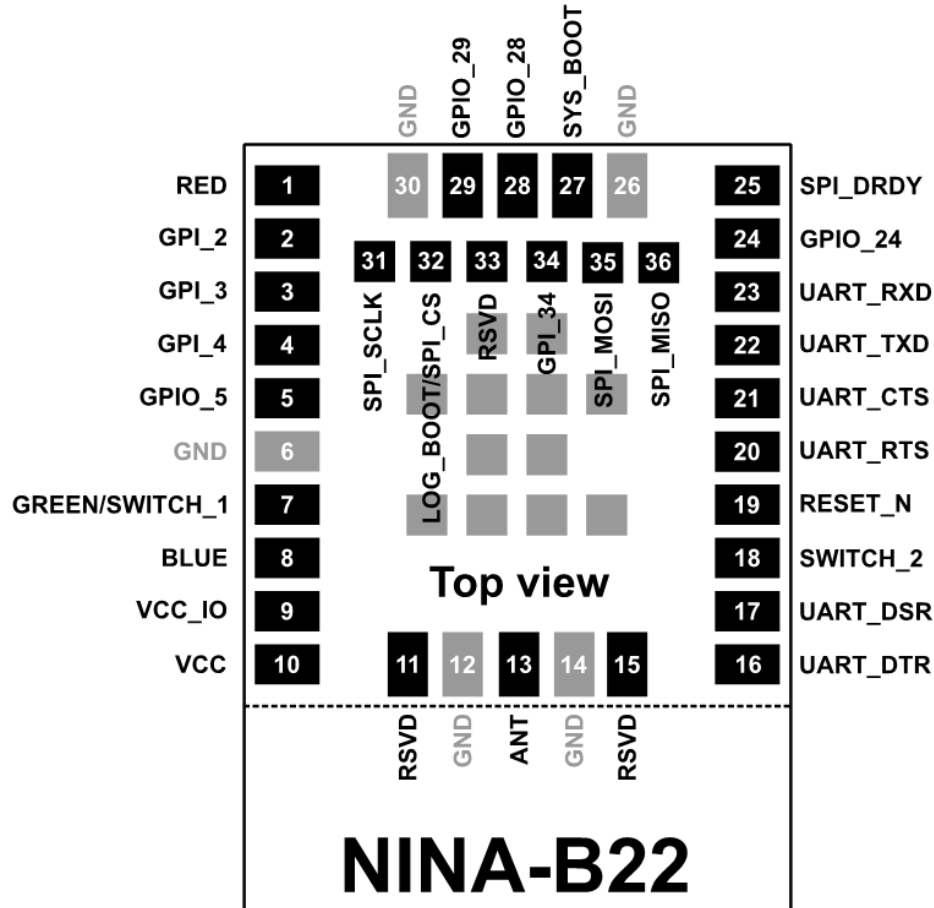 GND
GPIO_29
GPIO_28
SYS_BOOT
GND
30
29
28
27
26
RED 1
GPI_2 2
GPI_3 3
GPI_4 4
GPIO_5 5
GND 6
GREEN/SWITCH_1 7
BLUE 8
VCC_IO 9
VCC 10
25 SPI_DRDY
24 GPIO_24
23 UART_RXD
22 UART_TXD
21 UART_CTS
20 UART_RTS
19 RESET_N
18 SWITCH_2
17 UART_DSR
16 UART_DTR
31
32
33
34
35
36
SPI_SCLK
LOG_BOOT/SPI_CS
RSVD
GPI_34
SPI_MOSI
SPI_MISO
Top view
11
12
13
14
15
RSVD
GND
ANT
GND
RSVD
NINA-B22